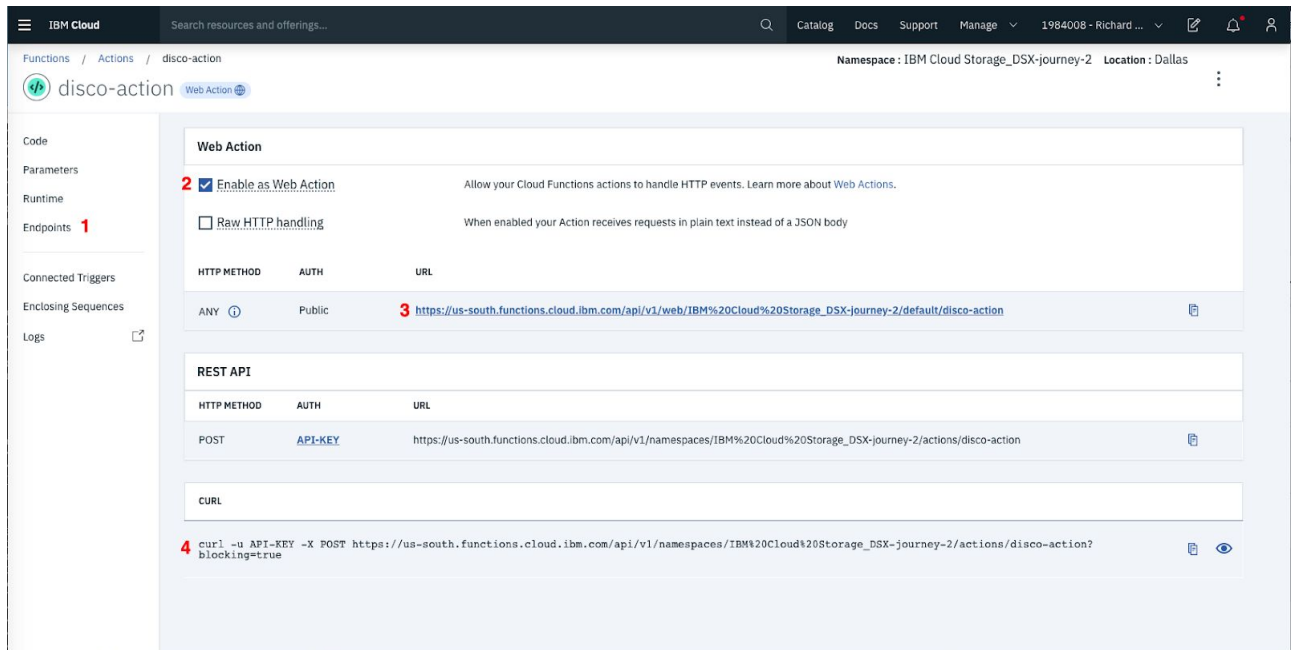 IBM Cloud Search resources and offerings... Catalog Docs Support Manage 1984008 - Richard ...
Functions / Actions / disco-action Namespace : IBM Cloud Storage_DSX-journey-2 Location : Dallas
</> disco-action Web Action
Code
Parameters
Runtime
Endpoints 1
Connected Triggers
Enclosing Sequences
Logs
Web Action
2 Enable as Web Action Allow your Cloud Functions actions to handle HTTP events. Learn more about Web Actions.
Raw HTTP handling When enabled your Action receives requests in plain text instead of a JSON body
HTTP METHOD AUTH URL
ANY Public 3 https://us-south.functions.cloud.ibm.com/api/v1/web/IBM%20Cloud%20Storage_DSX-journey-2/default/disco-action
REST API
HTTP METHOD AUTH URL
POST API-KEY https://us-south.functions.cloud.ibm.com/api/v1/namespaces/IBM%20Cloud%20Storage_DSX-journey-2/actions/disco-action
CURL
4 curl -u API-KEY -X POST https://us-south.functions.cloud.ibm.com/api/v1/namespaces/IBM%20Cloud%20Storage_DSX-journey-2/actions/disco-action?
blocking=true